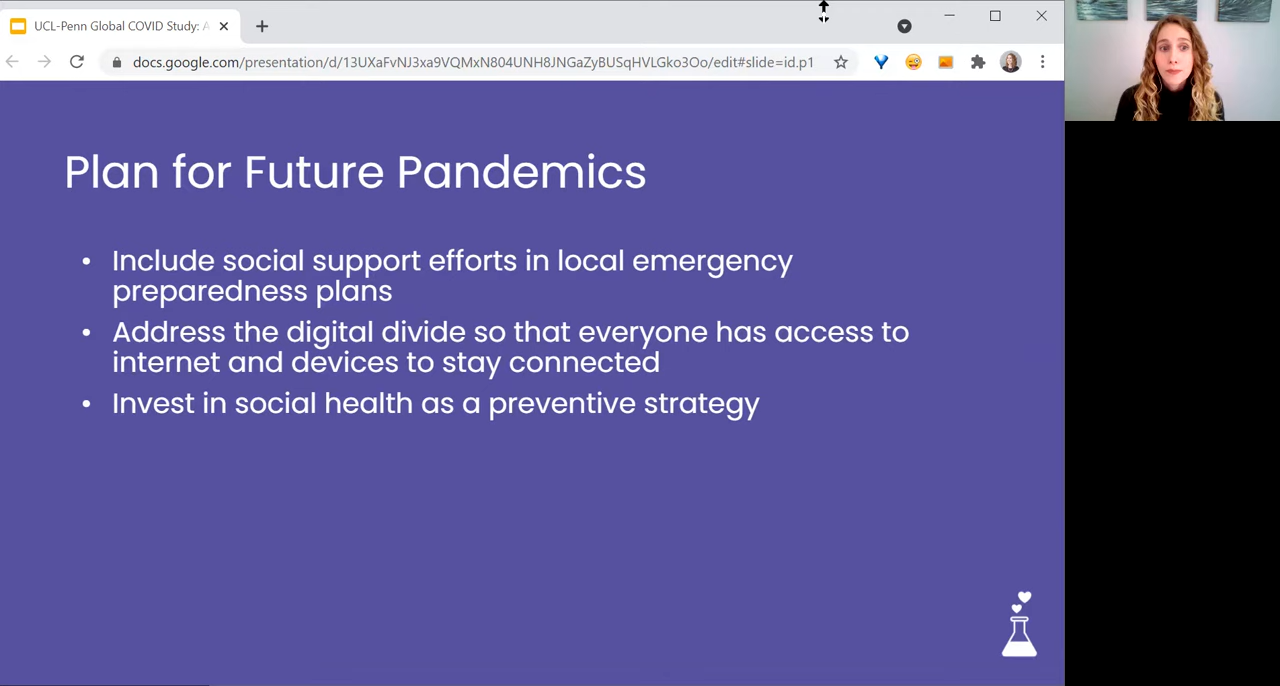 UCL-Penn Global COVID Study: A
docs.google.com/presentation/d/13UXaFvNJ3xa9VQMxN804UNH8JNGaZyBUSqHVLGko3Oo/edit#slide=id.p1
Plan for Future Pandemics
• Include social support efforts in local emergency
preparedness plans
• Address the digital divide so that everyone has access to
internet and devices to stay connected
• Invest in social health as a preventive strategy